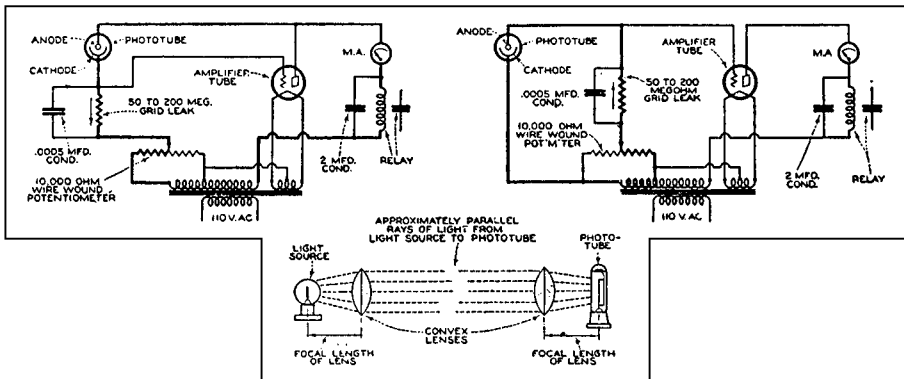 ANODE
PHOTOTUBE
CATHODE
AMPLIFIER
TUBE
M.A.
50 TO 200 MEG.
GRID LEAK
.0005 MFD.
COND.
10,000 OHM
WIRE WOUND
POTENTIOMETER
2 MFD.
COND.
RELAY
110 V. AC
ANODE
PHOTOTUBE
CATHODE
AMPLIFIER
TUBE
M.A.
.0005 MFD.
COND.
50 TO 200
MEGOHM
GRID LEAK
10,000 OHM
WIRE WOUND
POT'M'TER
2 MFD.
COND.
RELAY
110 V. AC
APPROXIMATELY PARALLEL
RAYS OF LIGHT FROM
LIGHT SOURCE TO PHOTOTUBE
LIGHT
SOURCE
PHOTO-
TUBE
CONVEX
LENSES
FOCAL LENGTH
OF LENS
FOCAL LENGTH
OF LENS